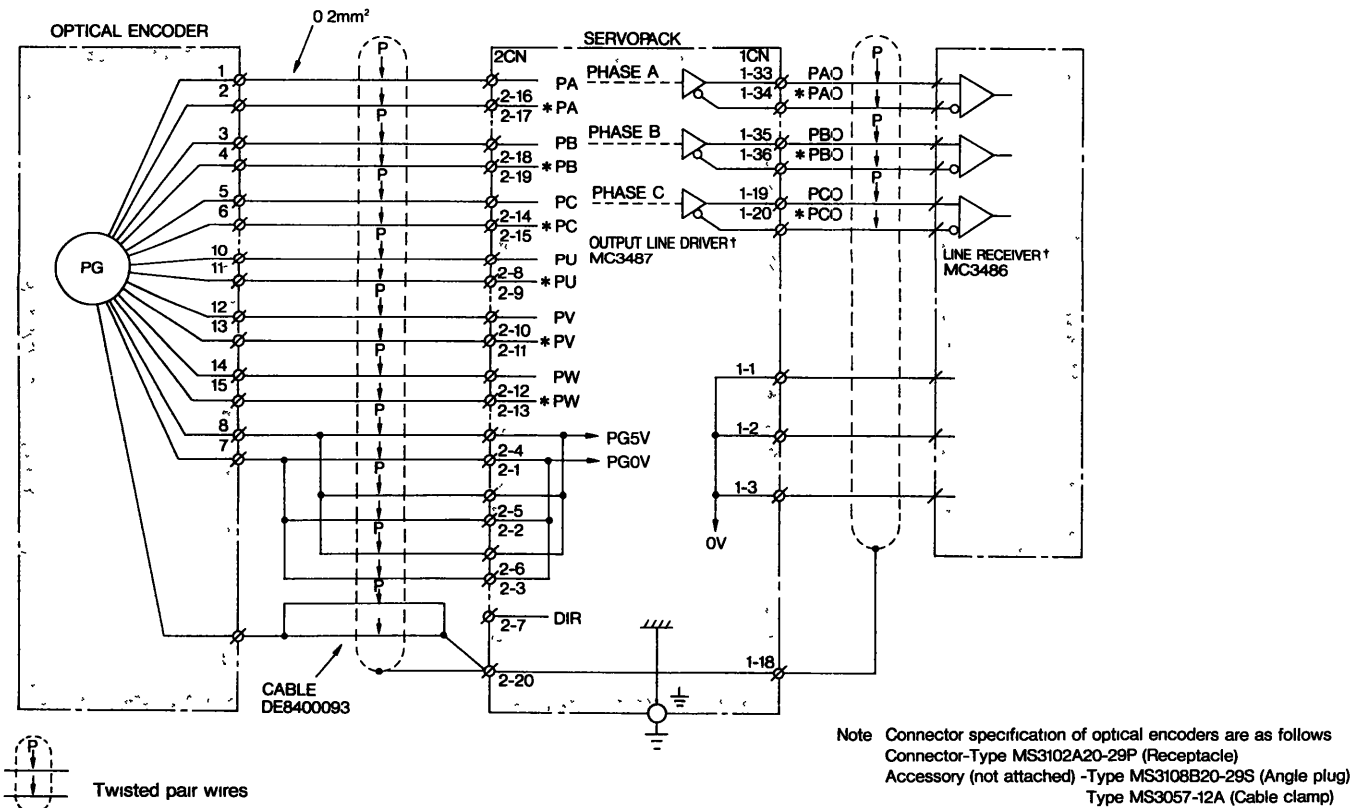 OPTICAL ENCODER
0 2mm²
P
SERVOPACK
P
2CN
1CN
1
PA
PHASE A
1-33
PAO
2
2-16
1-34
*PAO
2-17
*PA
P
P
3
PB
PHASE B
1-35
PBO
4
2-18
1-36
*PBO
2-19
*PB
P
P
5
PC
PHASE C
1-19
PCO
6
2-14
1-20
*PCO
2-15
*PC
P
OUTPUT LINE DRIVER†
MC3487
LINE RECEIVER†
MC3486
PG
10
PU
11
2-8
2-9
*PU
P
12
PV
13
2-10
2-11
*PV
P
14
PW
1-1
15
2-12
2-13
*PW
P
8
PG5V
1-2
7
2-4
PG0V
2-1
P
1-3
2-5
2-2
P
0V
2-6
2-3
P
P
DIR
2-7
1-18
2-20
CABLE
DE8400093
P
Twisted pair wires
Note Connector specification of optical encoders are as follows
Connector-Type MS3102A20-29P (Receptacle)
Accessory (not attached) -Type MS3108B20-29S (Angle plug)
Type MS3057-12A (Cable clamp)